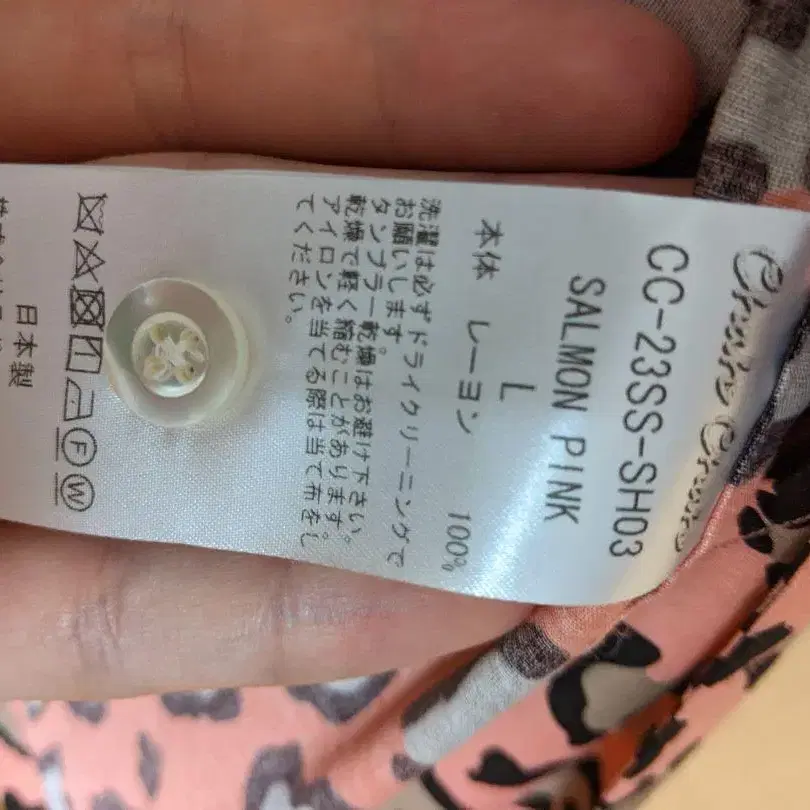 CC-23SS-SH03
SALMON PINK
L
本体 レーヨン 100%
洗濯は必ずドライクリーニングで
お願いします。
タンブラー乾燥はお避け下さい。
乾燥で軽く縮むことがあります。
アイロンを当てる際は当て布をし
てください。
F W
日本製